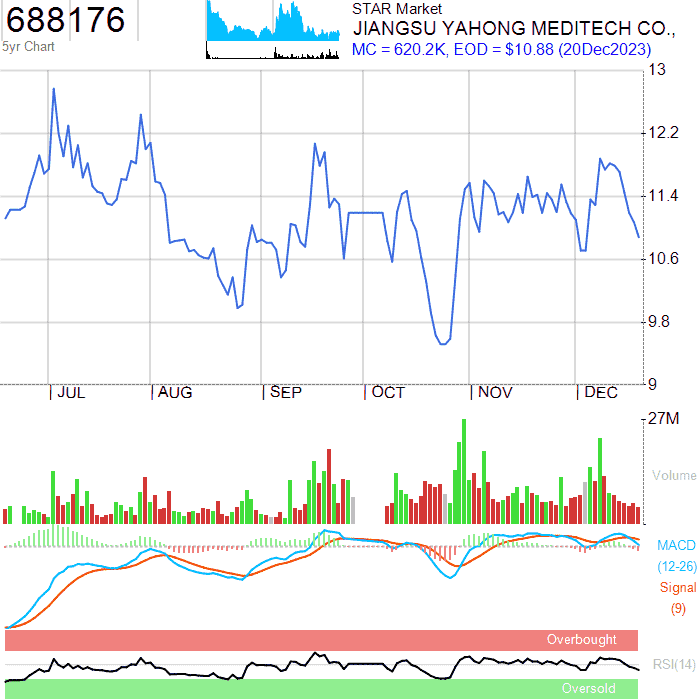 688176
5yr Chart
STAR Market
JIANGSU YAHONG MEDITECH CO.,
MC = 620.2K, EOD = $10.88 (20Dec2023)
13
12.2
11.4
10.6
9.8
9
JUL
AUG
SEP
OCT
NOV
DEC
27M
Volume
MACD
(12-26)
Signal
(9)
Overbought
RSI(14)
Oversold